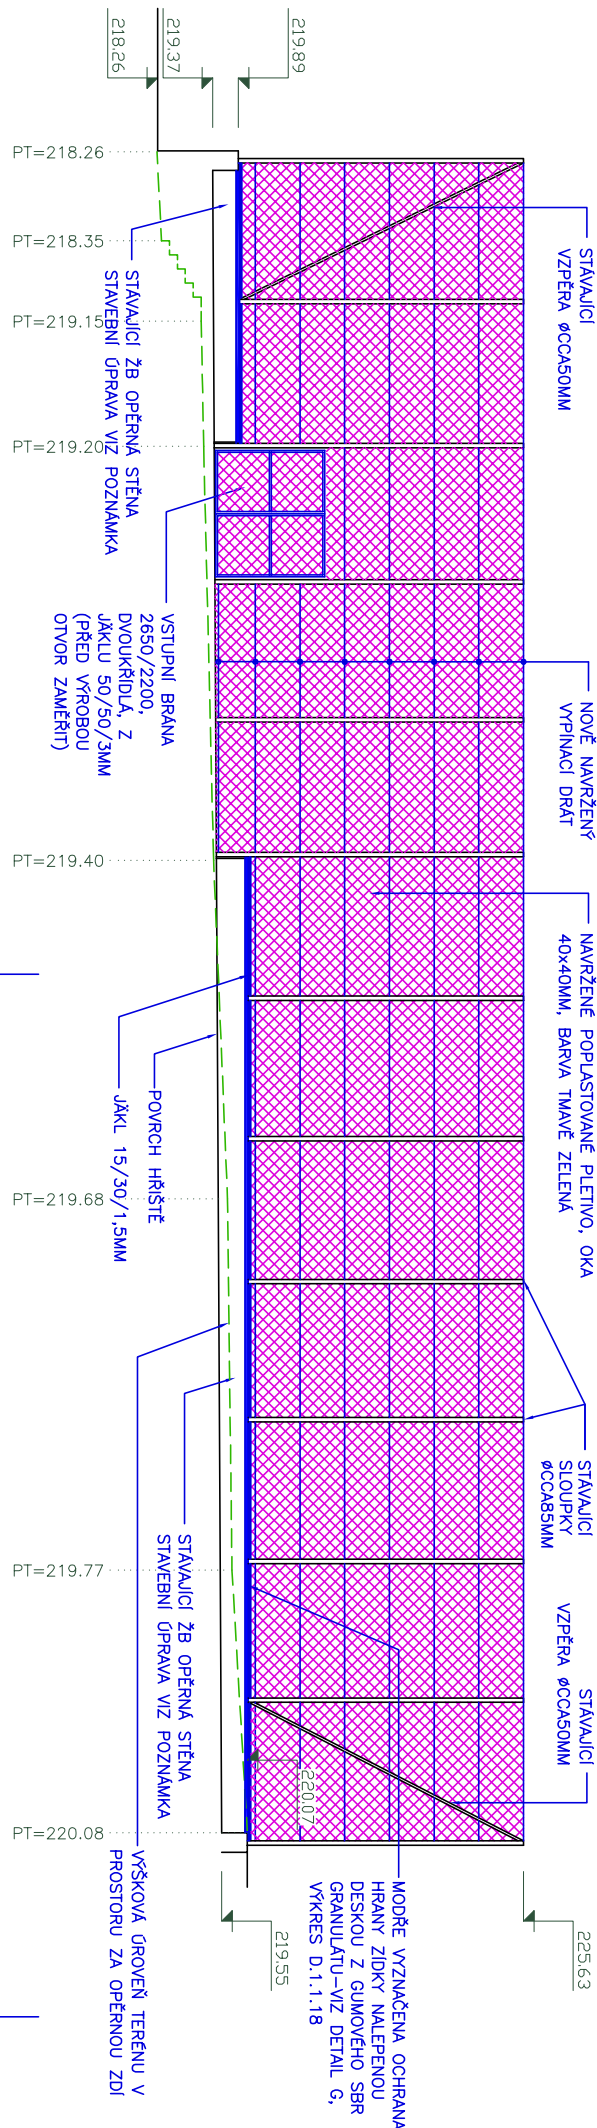 218.26
219.37
219.89
PT=218.26
PT=218.35
PT=219.15
PT=219.20
PT=219.40
PT=219.68
PT=219.77
PT=220.08
STÁVAJÍCÍ
VZPĚRA øCCA50MM
STÁVAJÍCÍ ŽB OPĚRNÁ STĚNA
STAVEBNÍ ÚPRAVA VIZ POZNÁMKA
VSTUPNÍ BRÁNA
2650/2200,
DVOUKŘÍDLÁ, Z
JÄKLU 50/50/3MM
(PŘED VÝROBOU
OTVOR ZAMĚŘIT)
NOVĚ NAVRŽENÝ
VYPÍNACÍ DRÁT
NAVRŽENÉ POPLASTOVANÉ PLETIVO, OKA
40x40MM, BARVA TMAVĚ ZELENÁ
POVRCH HŘIŠTĚ
JÄKL 15/30/1,5MM
STÁVAJÍCÍ
SLOUPKY
øCCA85MM
STÁVAJÍCÍ ŽB OPĚRNÁ STĚNA
STAVEBNÍ ÚPRAVA VIZ POZNÁMKA
STÁVAJÍCÍ
VZPĚRA øCCA50MM
220.07
MODŘE VYZNAČENA OCHRANA
HRANY ZÍDKY NALEPENOU
DESKOU Z GUMOVÉHO SBR
GRANULÁTU-VIZ DETAIL G,
VÝKRES D.1.1.18
VÝŠKOVÁ ÚROVEŇ TERÉNU V
PROSTORU ZA OPĚRNOU ZDÍ
219.55
225.63